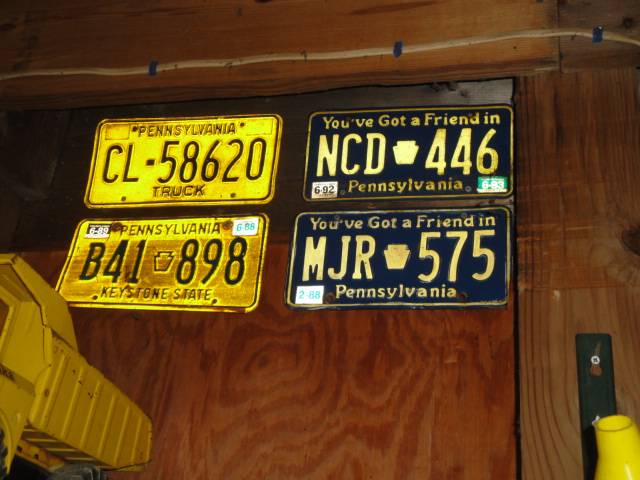 PENNSYLVANIA
CL-58620
TRUCK
You've Got a Friend in
NCD 446
6-92 Pennsylvania 6-93
6-89 PENNSYLVANIA 6-88
B41 898
KEYSTONE STATE
You've Got a Friend in
MJR 575
2-88 Pennsylvania